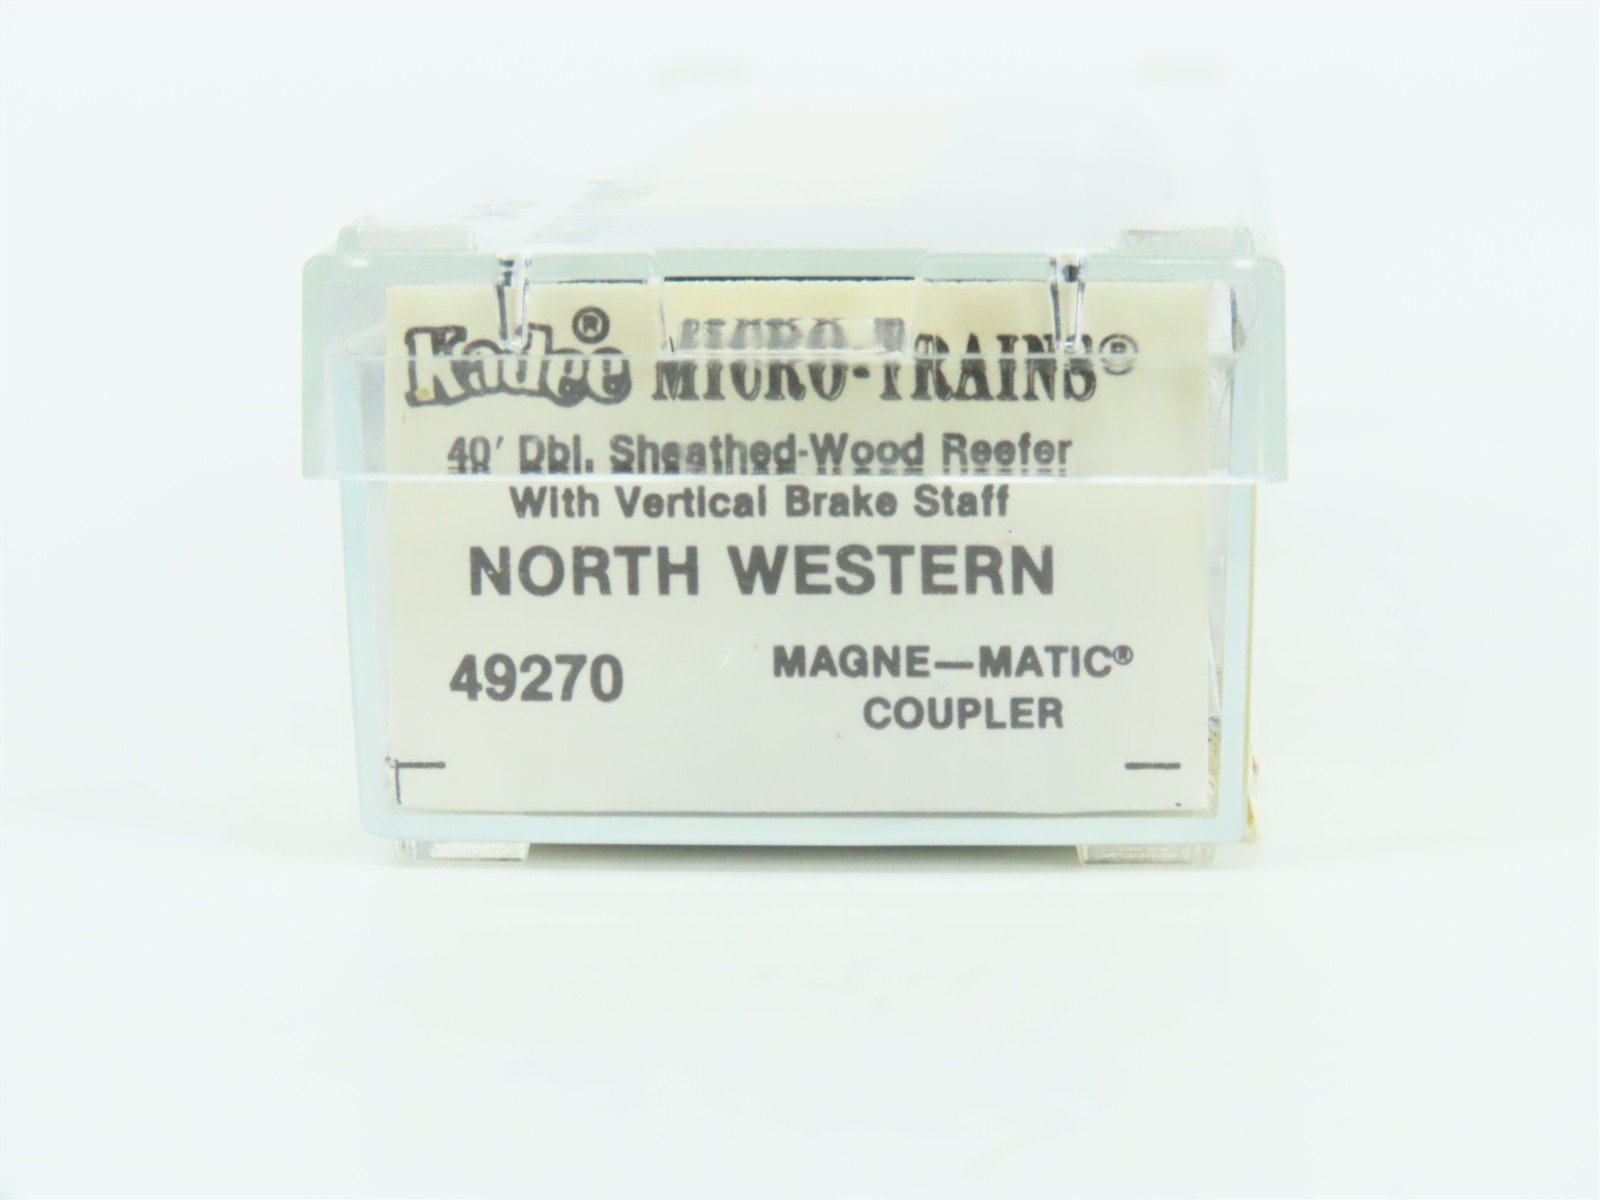 Kadee® MICRO-TRAINS®
40' Dbl. Sheathed-Wood Reefer
With Vertical Brake Staff
NORTH WESTERN
49270
MAGNE—MATIC®
COUPLER